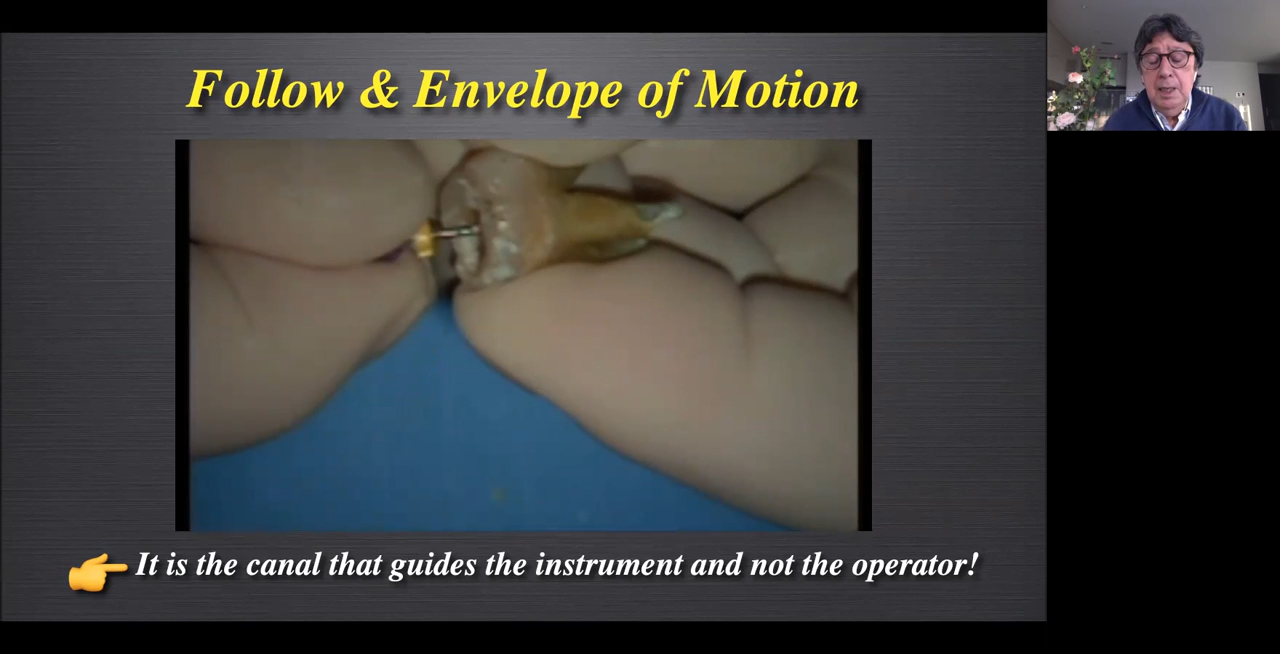 Follow & Envelope of Motion
It is the canal that guides the instrument and not the operator!